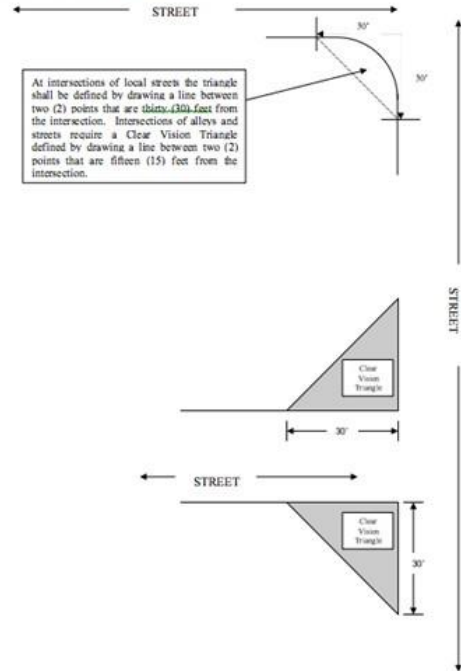 STREET
30'
30'
At intersections of local streets the triangle
shall be defined by drawing a line between
two (2) points that are thirty (30) feet from
the intersection. Intersections of alleys and
streets require a Clear Vision Triangle
defined by drawing a line between two (2)
points that are fifteen (15) feet from the
intersection.
STREET
Clear
Vision
Triangle
30'
STREET
Clear
Vision
Triangle
30'